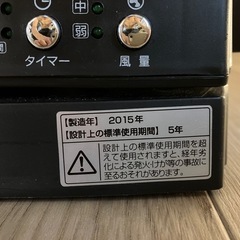 中
弱
タイマー
風量
【製造年】 2015年
【設計上の標準使用期間】 5年
設計上の標準使用期間を超
えて使用されますと、経年劣
化による発火けが等の事故に
至るおそれがあります。